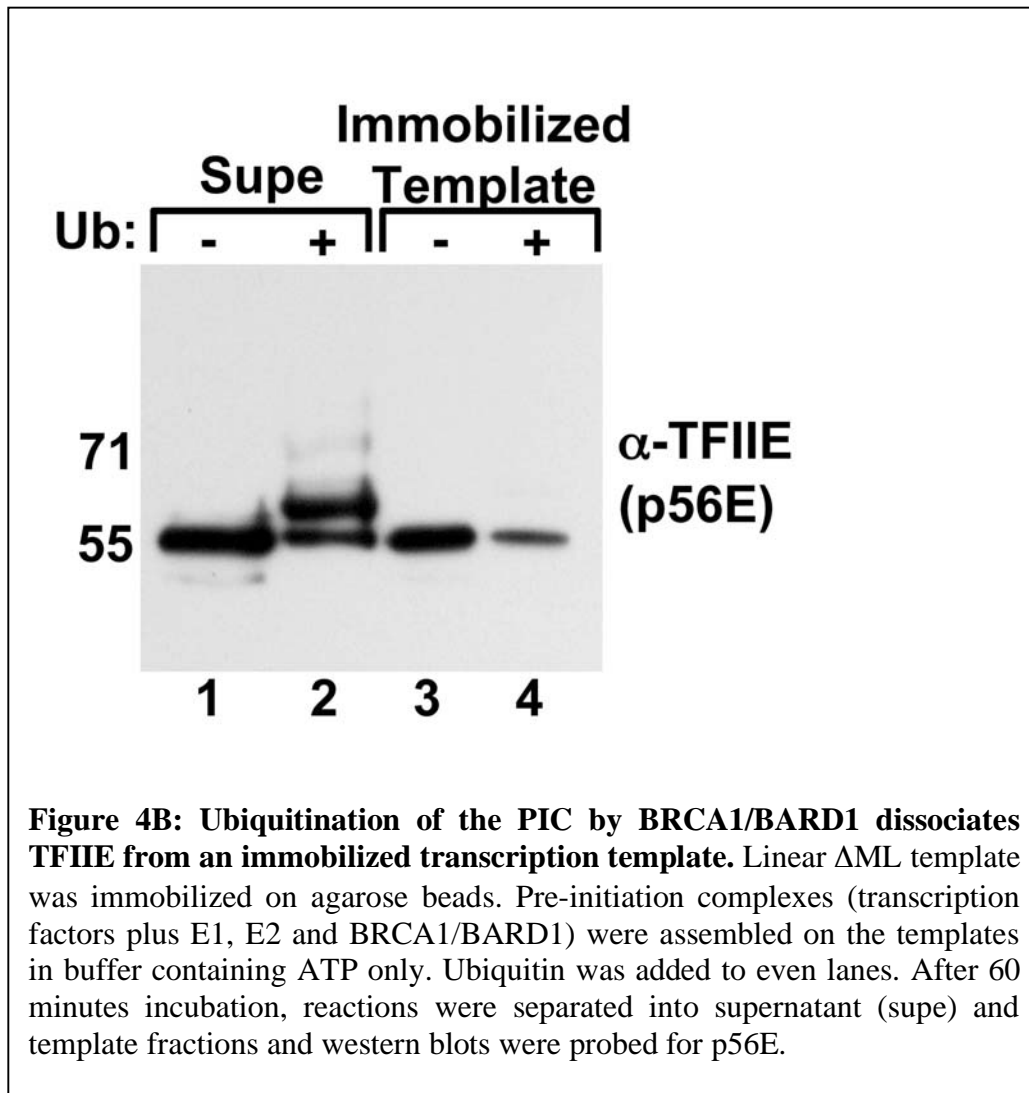 Immobilized
Supe Template
Ub: - + - +
71
α-TFIIE
(p56E)
55
1 2 3 4
Figure 4B: Ubiquitination of the PIC by BRCA1/BARD1 dissociates
TFIIE from an immobilized transcription template. Linear ΔML template
was immobilized on agarose beads. Pre-initiation complexes (transcription
factors plus E1, E2 and BRCA1/BARD1) were assembled on the templates
in buffer containing ATP only. Ubiquitin was added to even lanes. After 60
minutes incubation, reactions were separated into supernatant (supe) and
template fractions and western blots were probed for p56E.